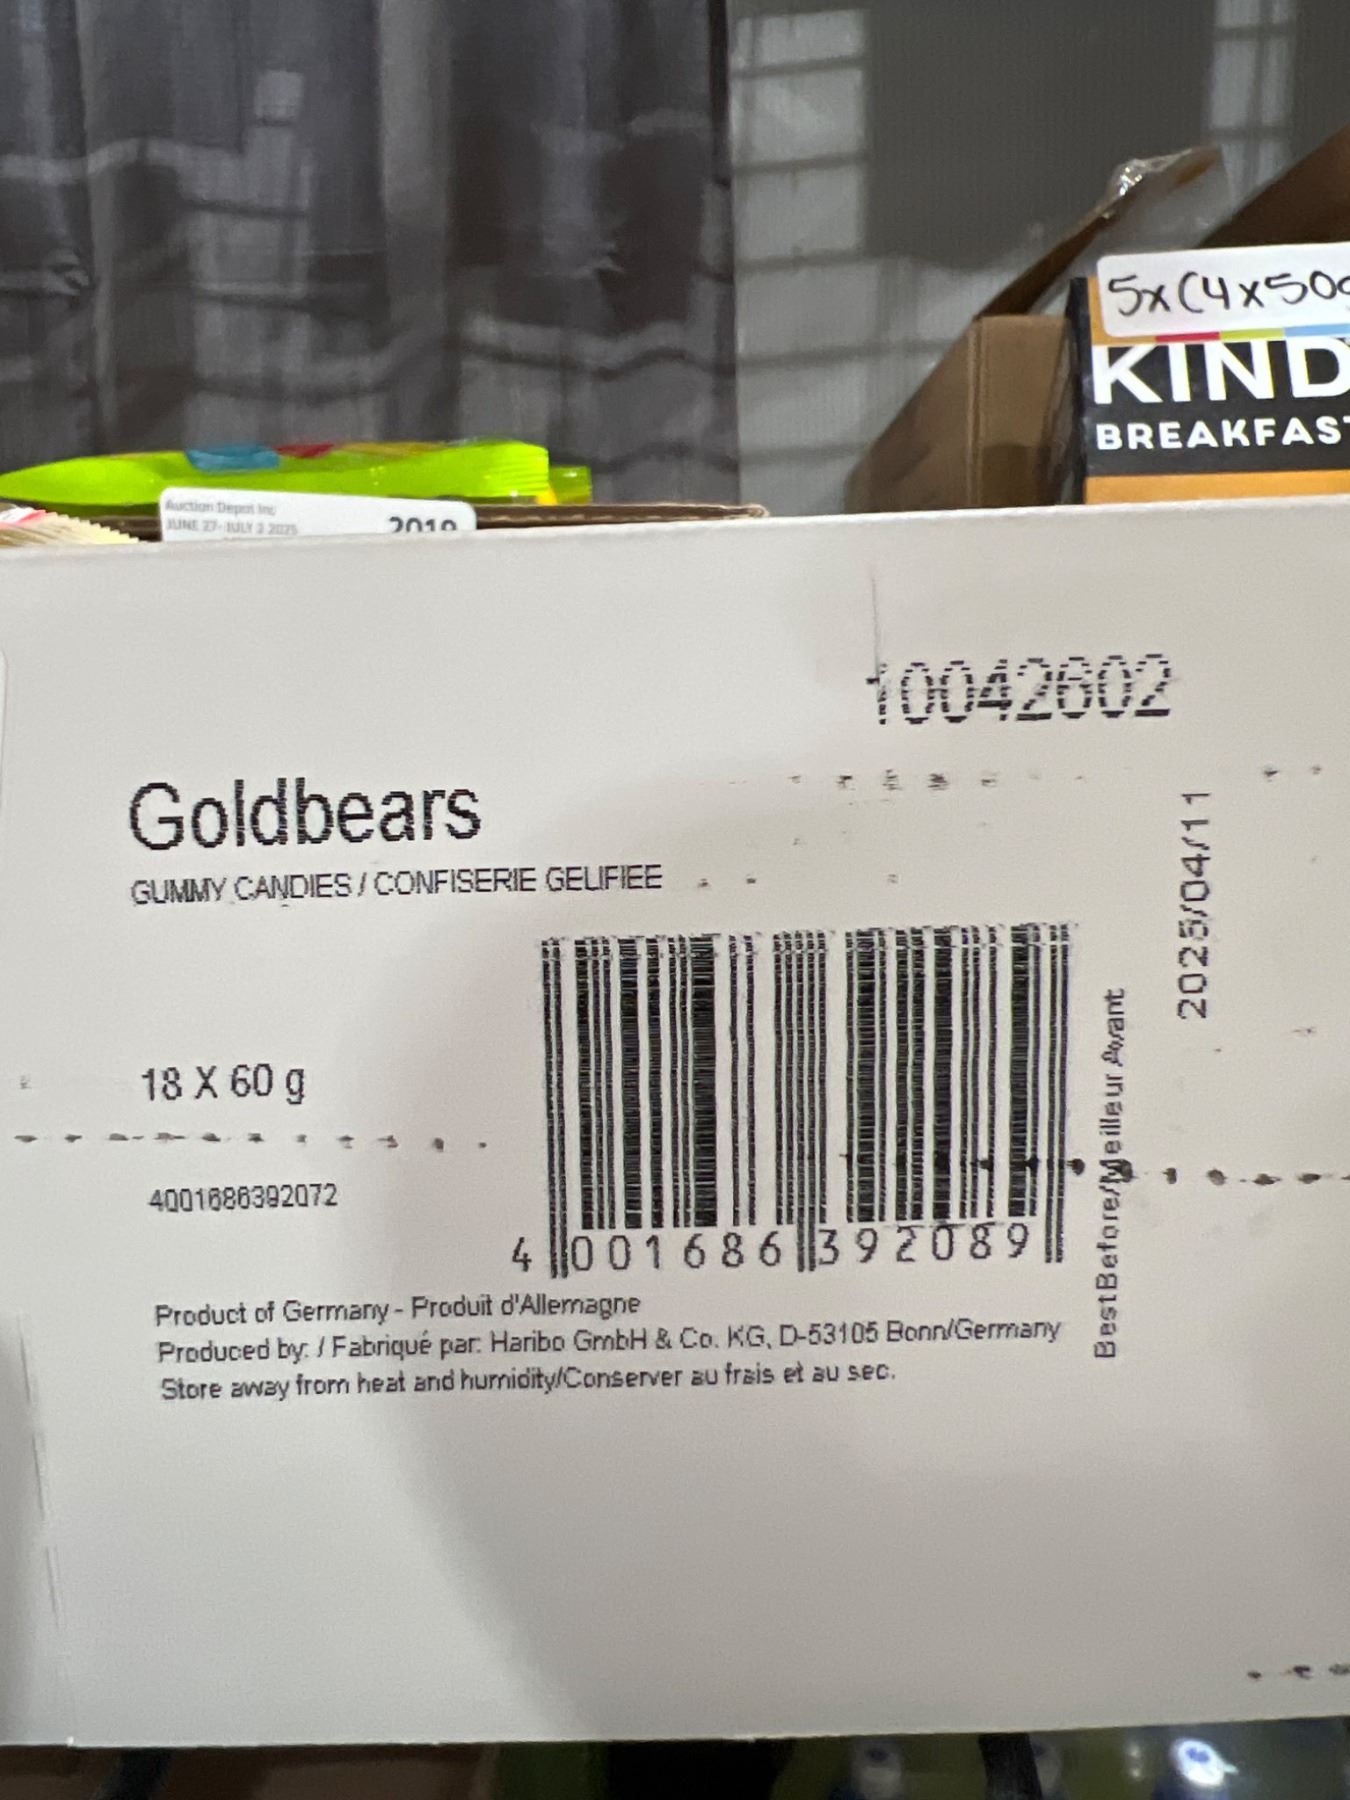 5x(4x50g
KIND
BREAKFAST
Auction Depot Inc
JUNE 27-JULY 2 2025
2019
10042602
Goldbears
GUMMY CANDIES / CONFISERIE GELIFIEE
2025/04/11
BestBefore/Meilleur Avant
18 X 60 g
4001686392072
4 001686 392089
Product of Germany - Produit d'Allemagne
Produced by: / Fabriqué par: Haribo GmbH & Co. KG, D-53105 Bonn/Germany
Store away from heat and humidity/Conserver au frais et au sec.